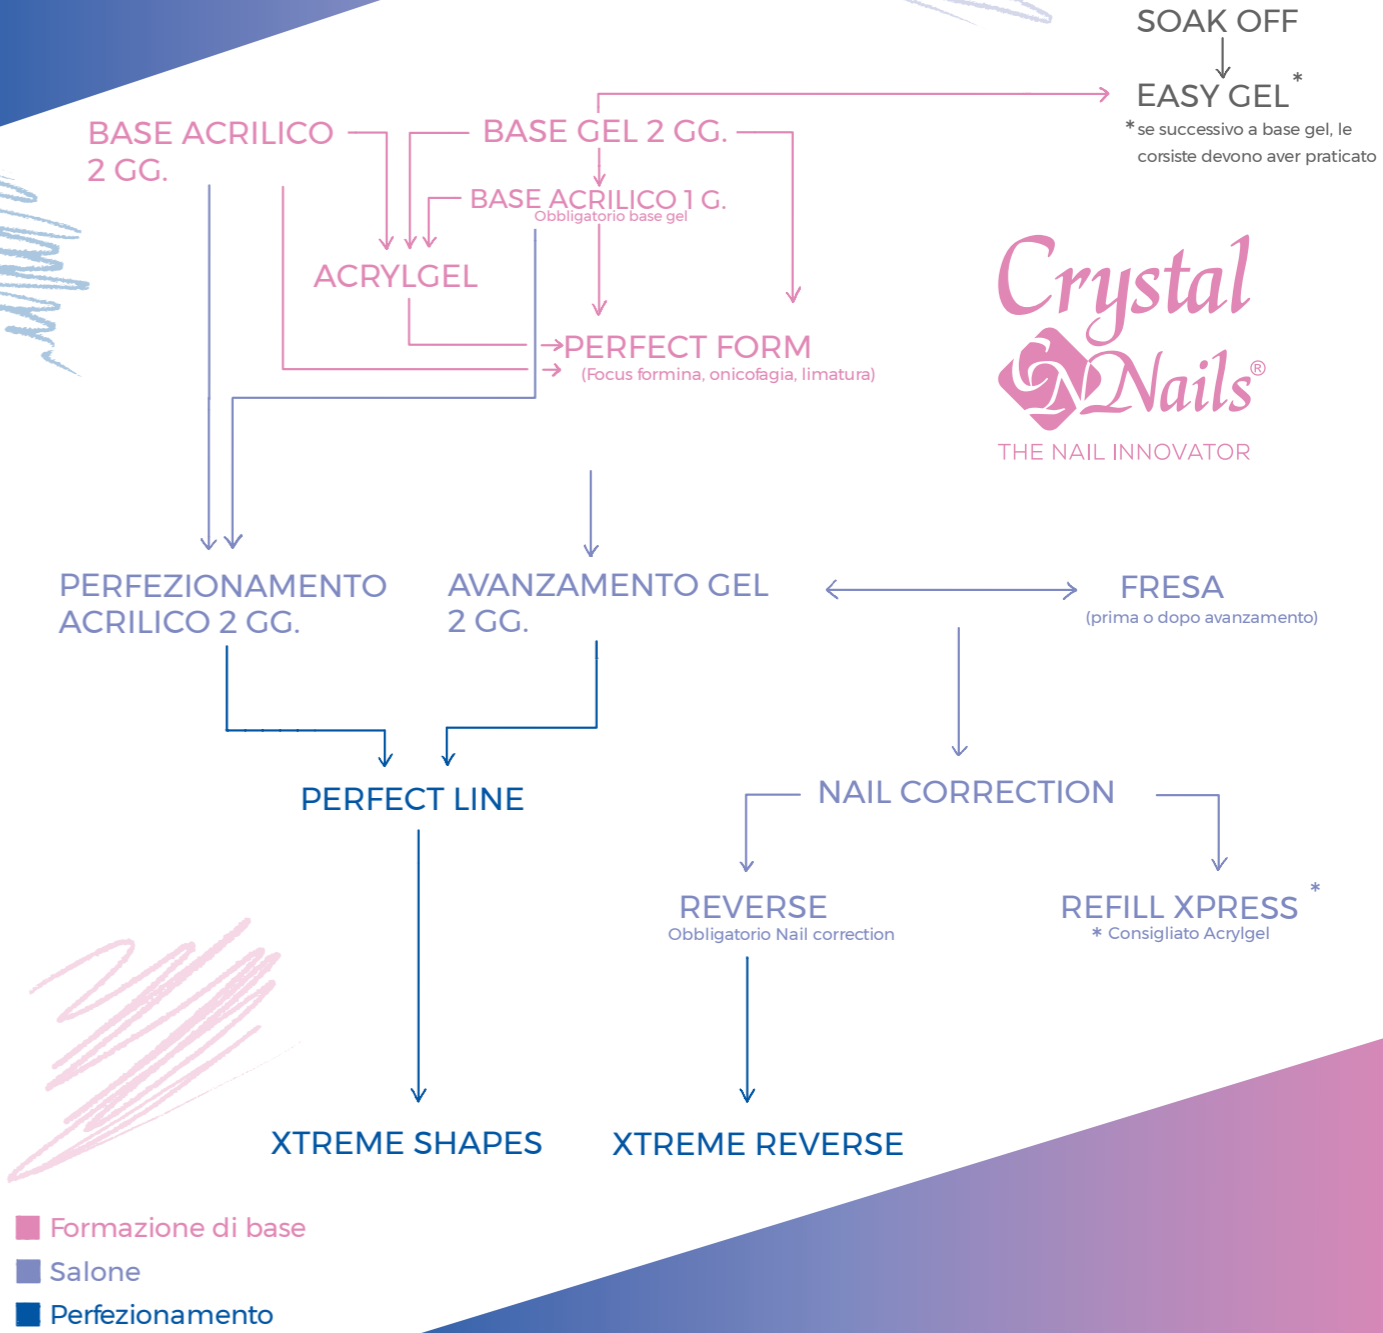 SOAK OFF
EASY GEL*
*se successivo a base gel, le
corsiste devono aver praticato
BASE ACRILICO
2 GG.
BASE GEL 2 GG.
BASE ACRILICO 1 G.
Obbligatorio base gel
ACRYLGEL
PERFECT FORM
(Focus formina, onicofagia, limatura)
Crystal
CN Nails®
THE NAIL INNOVATOR
PERFEZIONAMENTO
ACRILICO 2 GG.
AVANZAMENTO GEL
2 GG.
FRESA
(prima o dopo avanzamento)
PERFECT LINE
NAIL CORRECTION
REVERSE
Obbligatorio Nail correction
REFILL XPRESS *
* Consigliato Acrylgel
XTREME SHAPES
XTREME REVERSE
Formazione di base
Salone
Perfezionamento